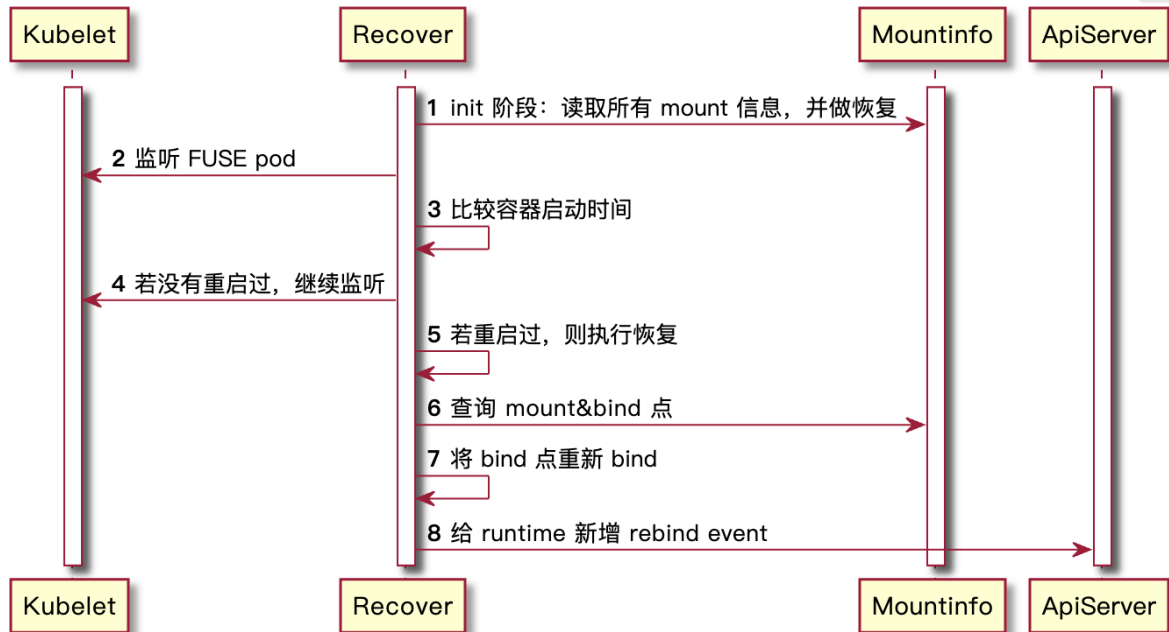 Kubelet Recover Mountinfo ApiServer
1 init 阶段：读取所有 mount 信息，并做恢复
2 监听 FUSE pod
3 比较容器启动时间
4 若没有重启过，继续监听
5 若重启过，则执行恢复
6 查询 mount&bind 点
7 将 bind 点重新 bind
8 给 runtime 新增 rebind event
Kubelet Recover Mountinfo ApiServer